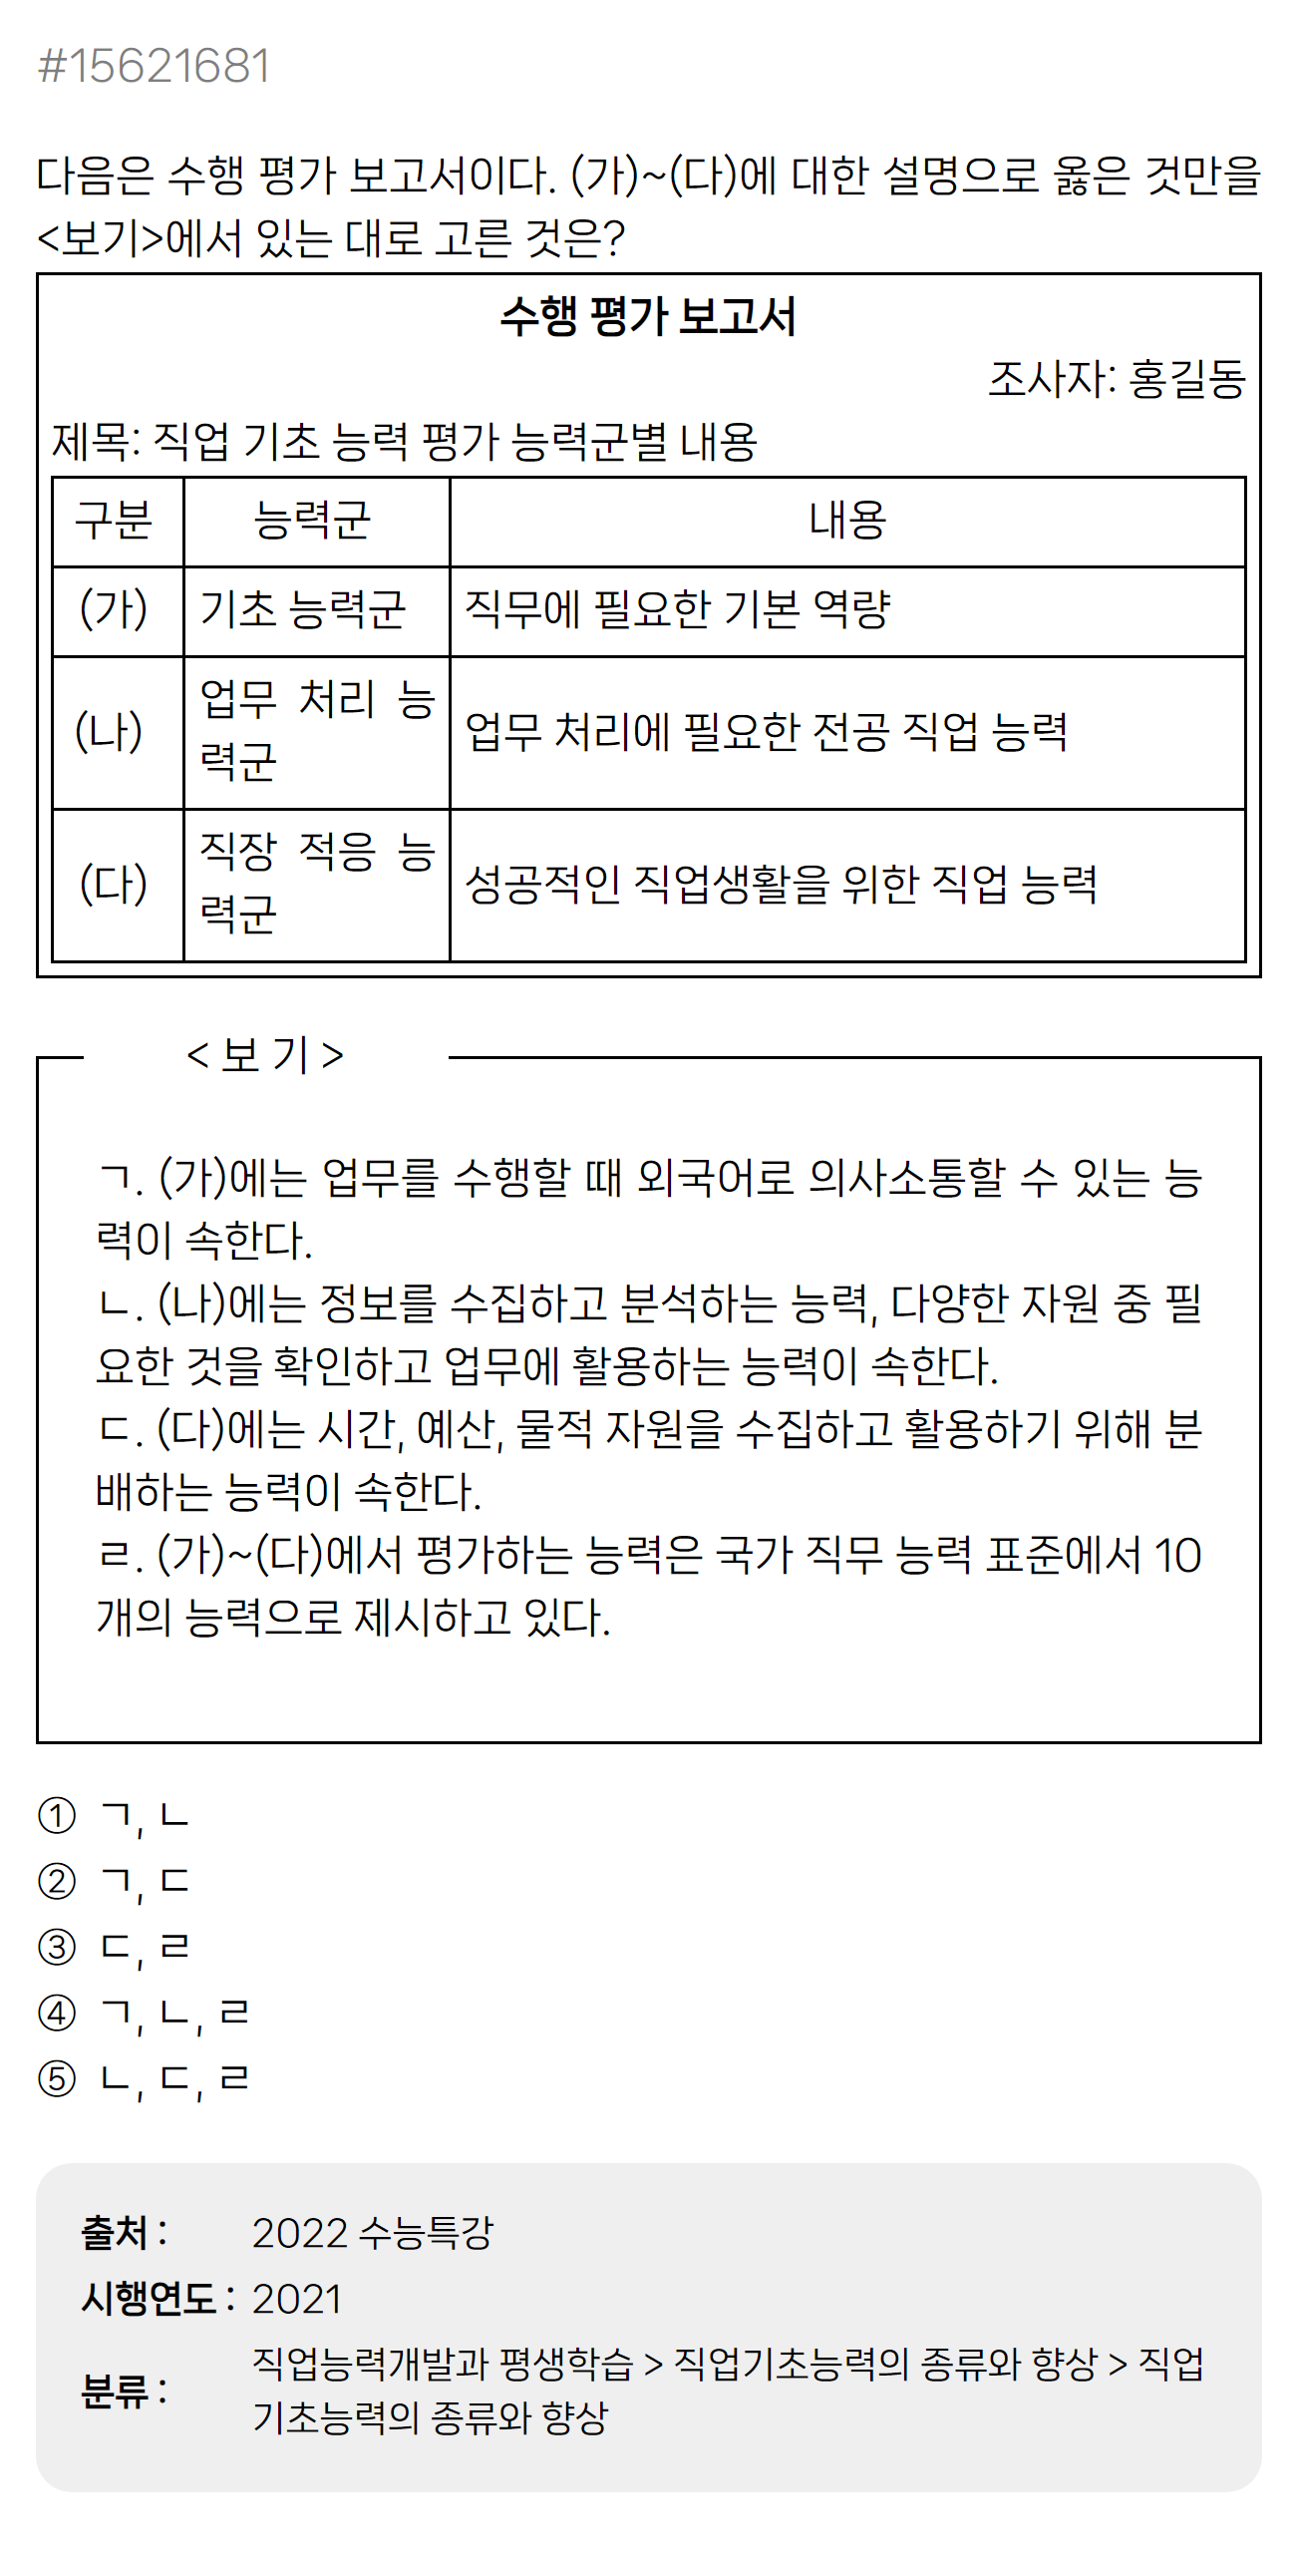 #15621681
다음은 수행 평가 보고서이다. (가)~(다)에 대한 설명으로 옳은 것만을
<보기>에서 있는 대로 고른 것은?
수행 평가 보고서
조사자: 홍길동
제목: 직업 기초 능력 평가 능력군별 내용
구분 능력군 내용
(가) 기초 능력군 직무에 필요한 기본 역량
(나) 업무 처리 능
력군 업무 처리에 필요한 전공 직업 능력
(다) 직장 적응 능
력군 성공적인 직업생활을 위한 직업 능력
< 보 기 >
ㄱ. (가)에는 업무를 수행할 때 외국어로 의사소통할 수 있는 능
력이 속한다.
ㄴ. (나)에는 정보를 수집하고 분석하는 능력, 다양한 자원 중 필
요한 것을 확인하고 업무에 활용하는 능력이 속한다.
ㄷ. (다)에는 시간, 예산, 물적 자원을 수집하고 활용하기 위해 분
배하는 능력이 속한다.
ㄹ. (가)~(다)에서 평가하는 능력은 국가 직무 능력 표준에서 10
개의 능력으로 제시하고 있다.
① ㄱ, ㄴ
② ㄱ, ㄷ
③ ㄷ, ㄹ
④ ㄱ, ㄴ, ㄹ
⑤ ㄴ, ㄷ, ㄹ
출처 : 2022 수능특강
시행연도 : 2021
분류 : 직업능력개발과 평생학습 > 직업기초능력의 종류와 향상 > 직업
기초능력의 종류와 향상